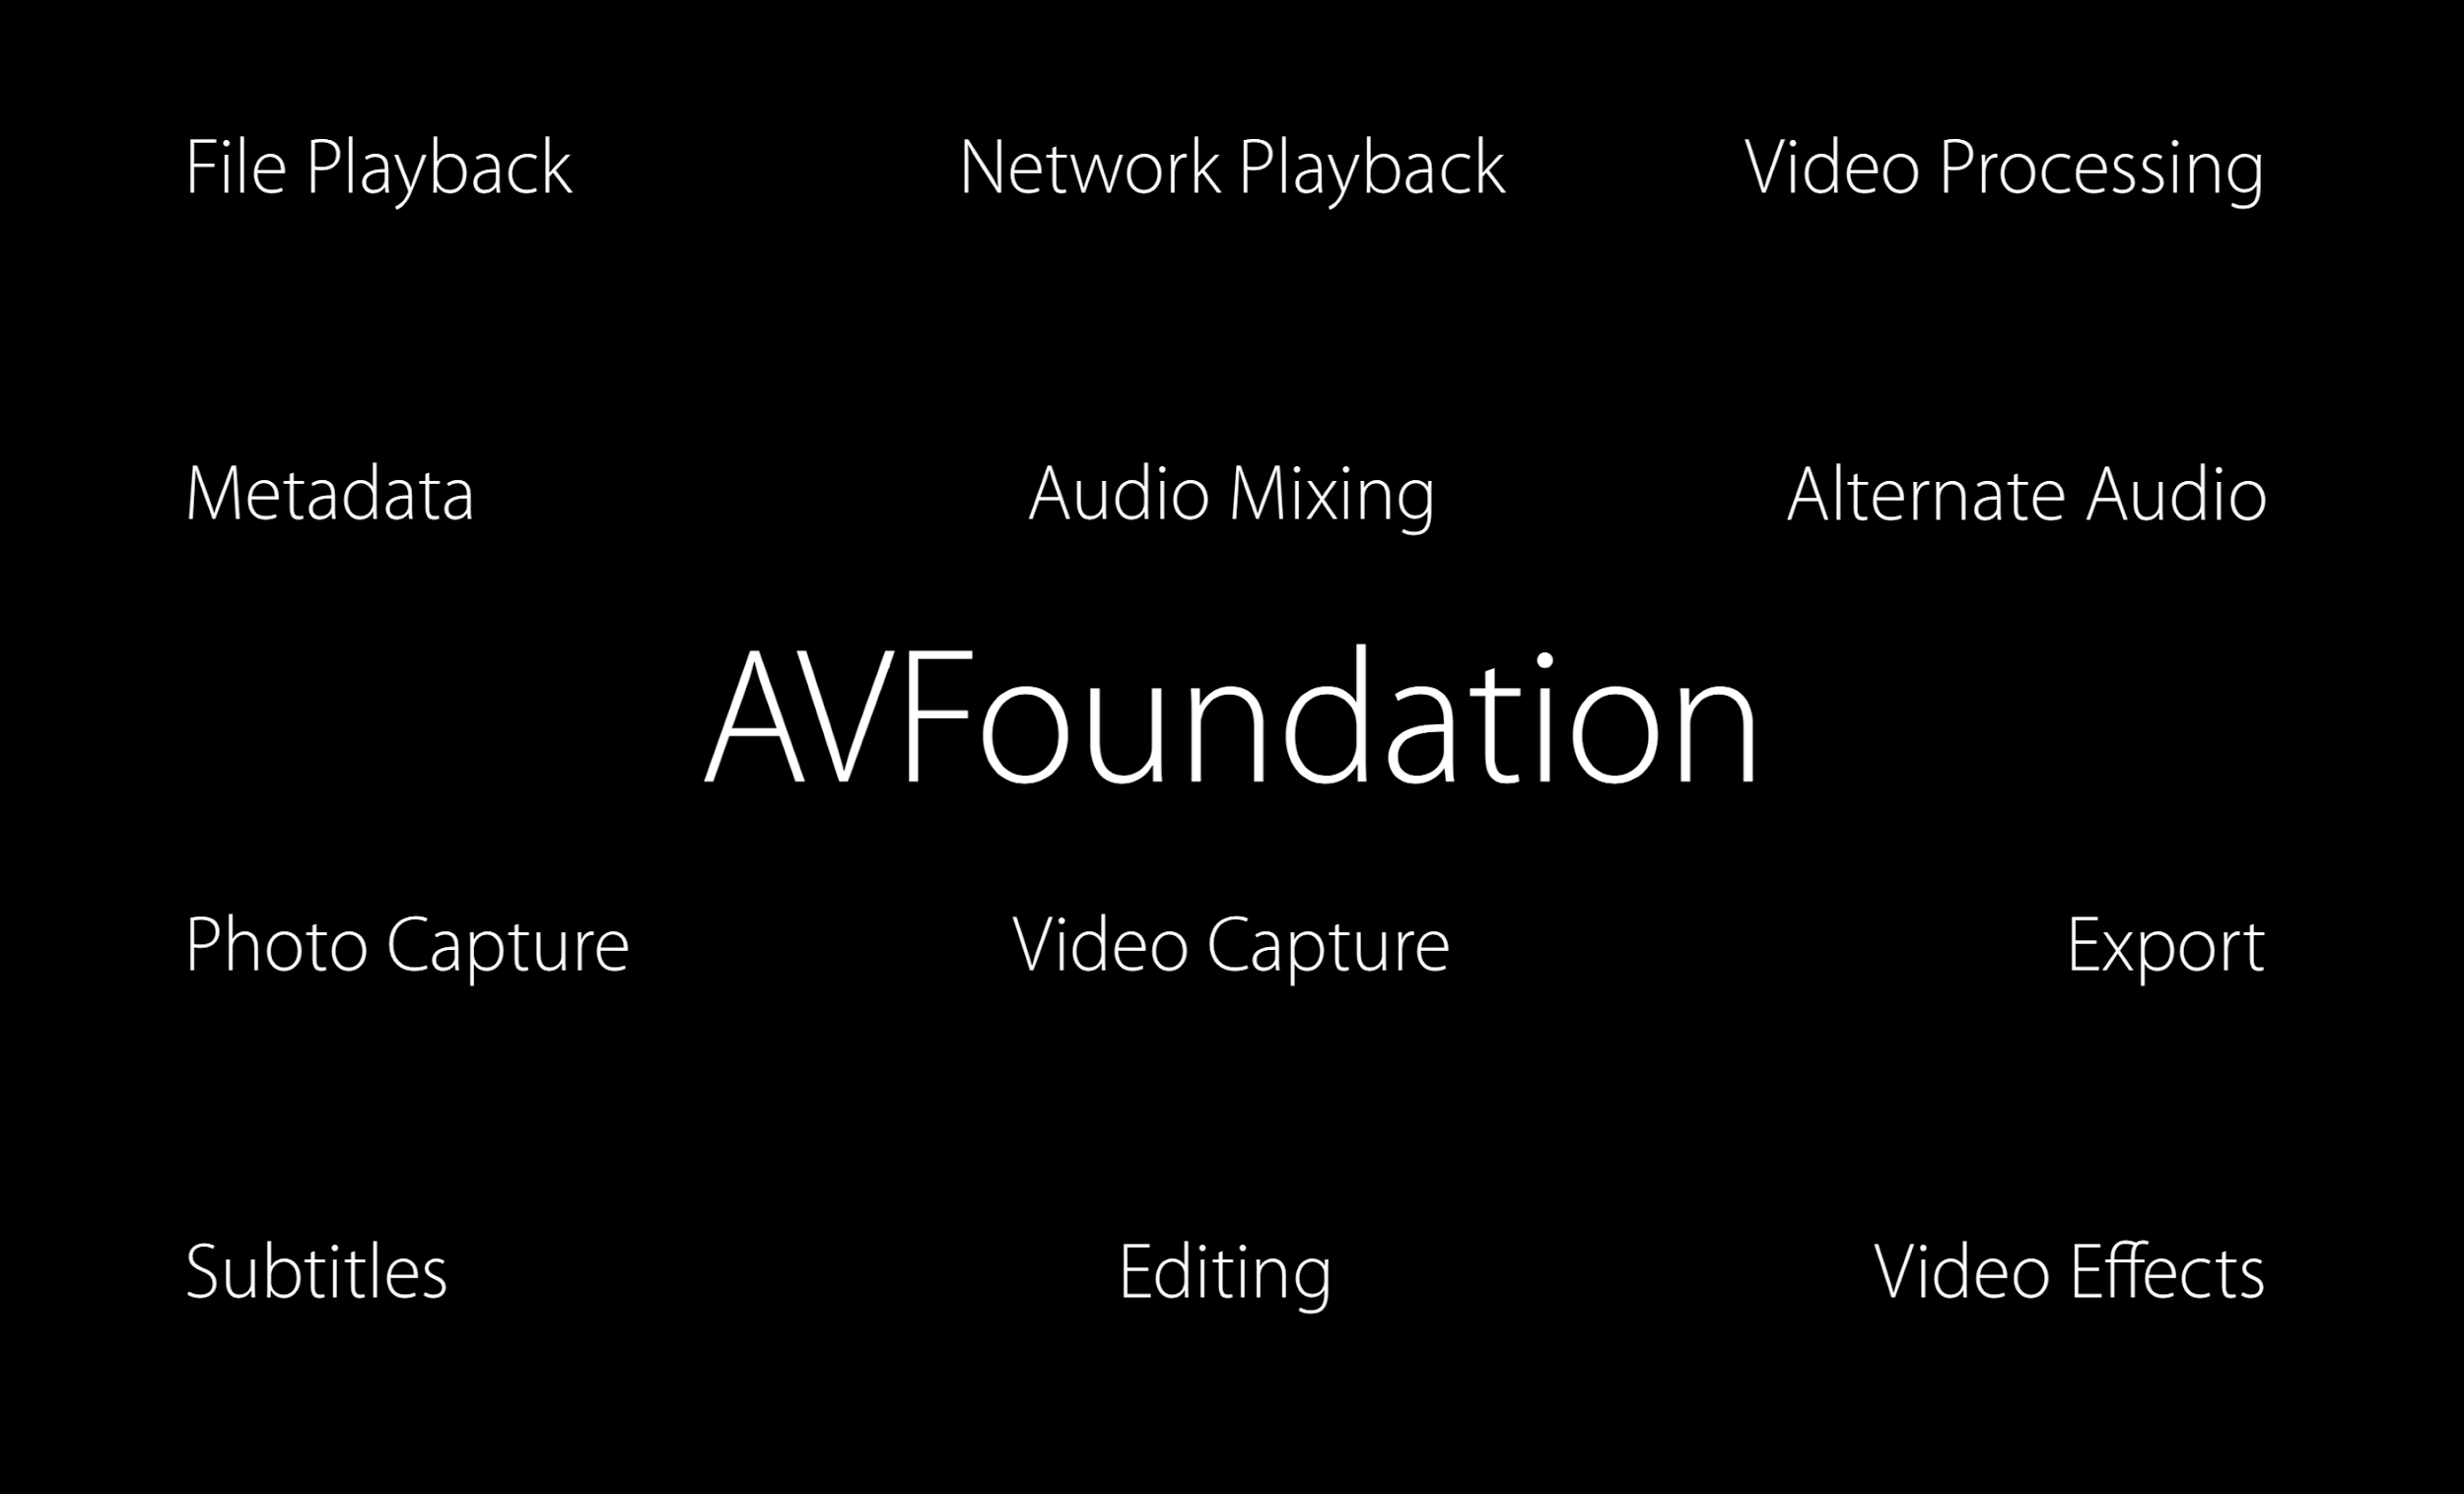 File Playback Network Playback Video Processing
Metadata Audio Mixing Alternate Audio
AVFoundation
Photo Capture Video Capture Export
Subtitles Editing Video Effects